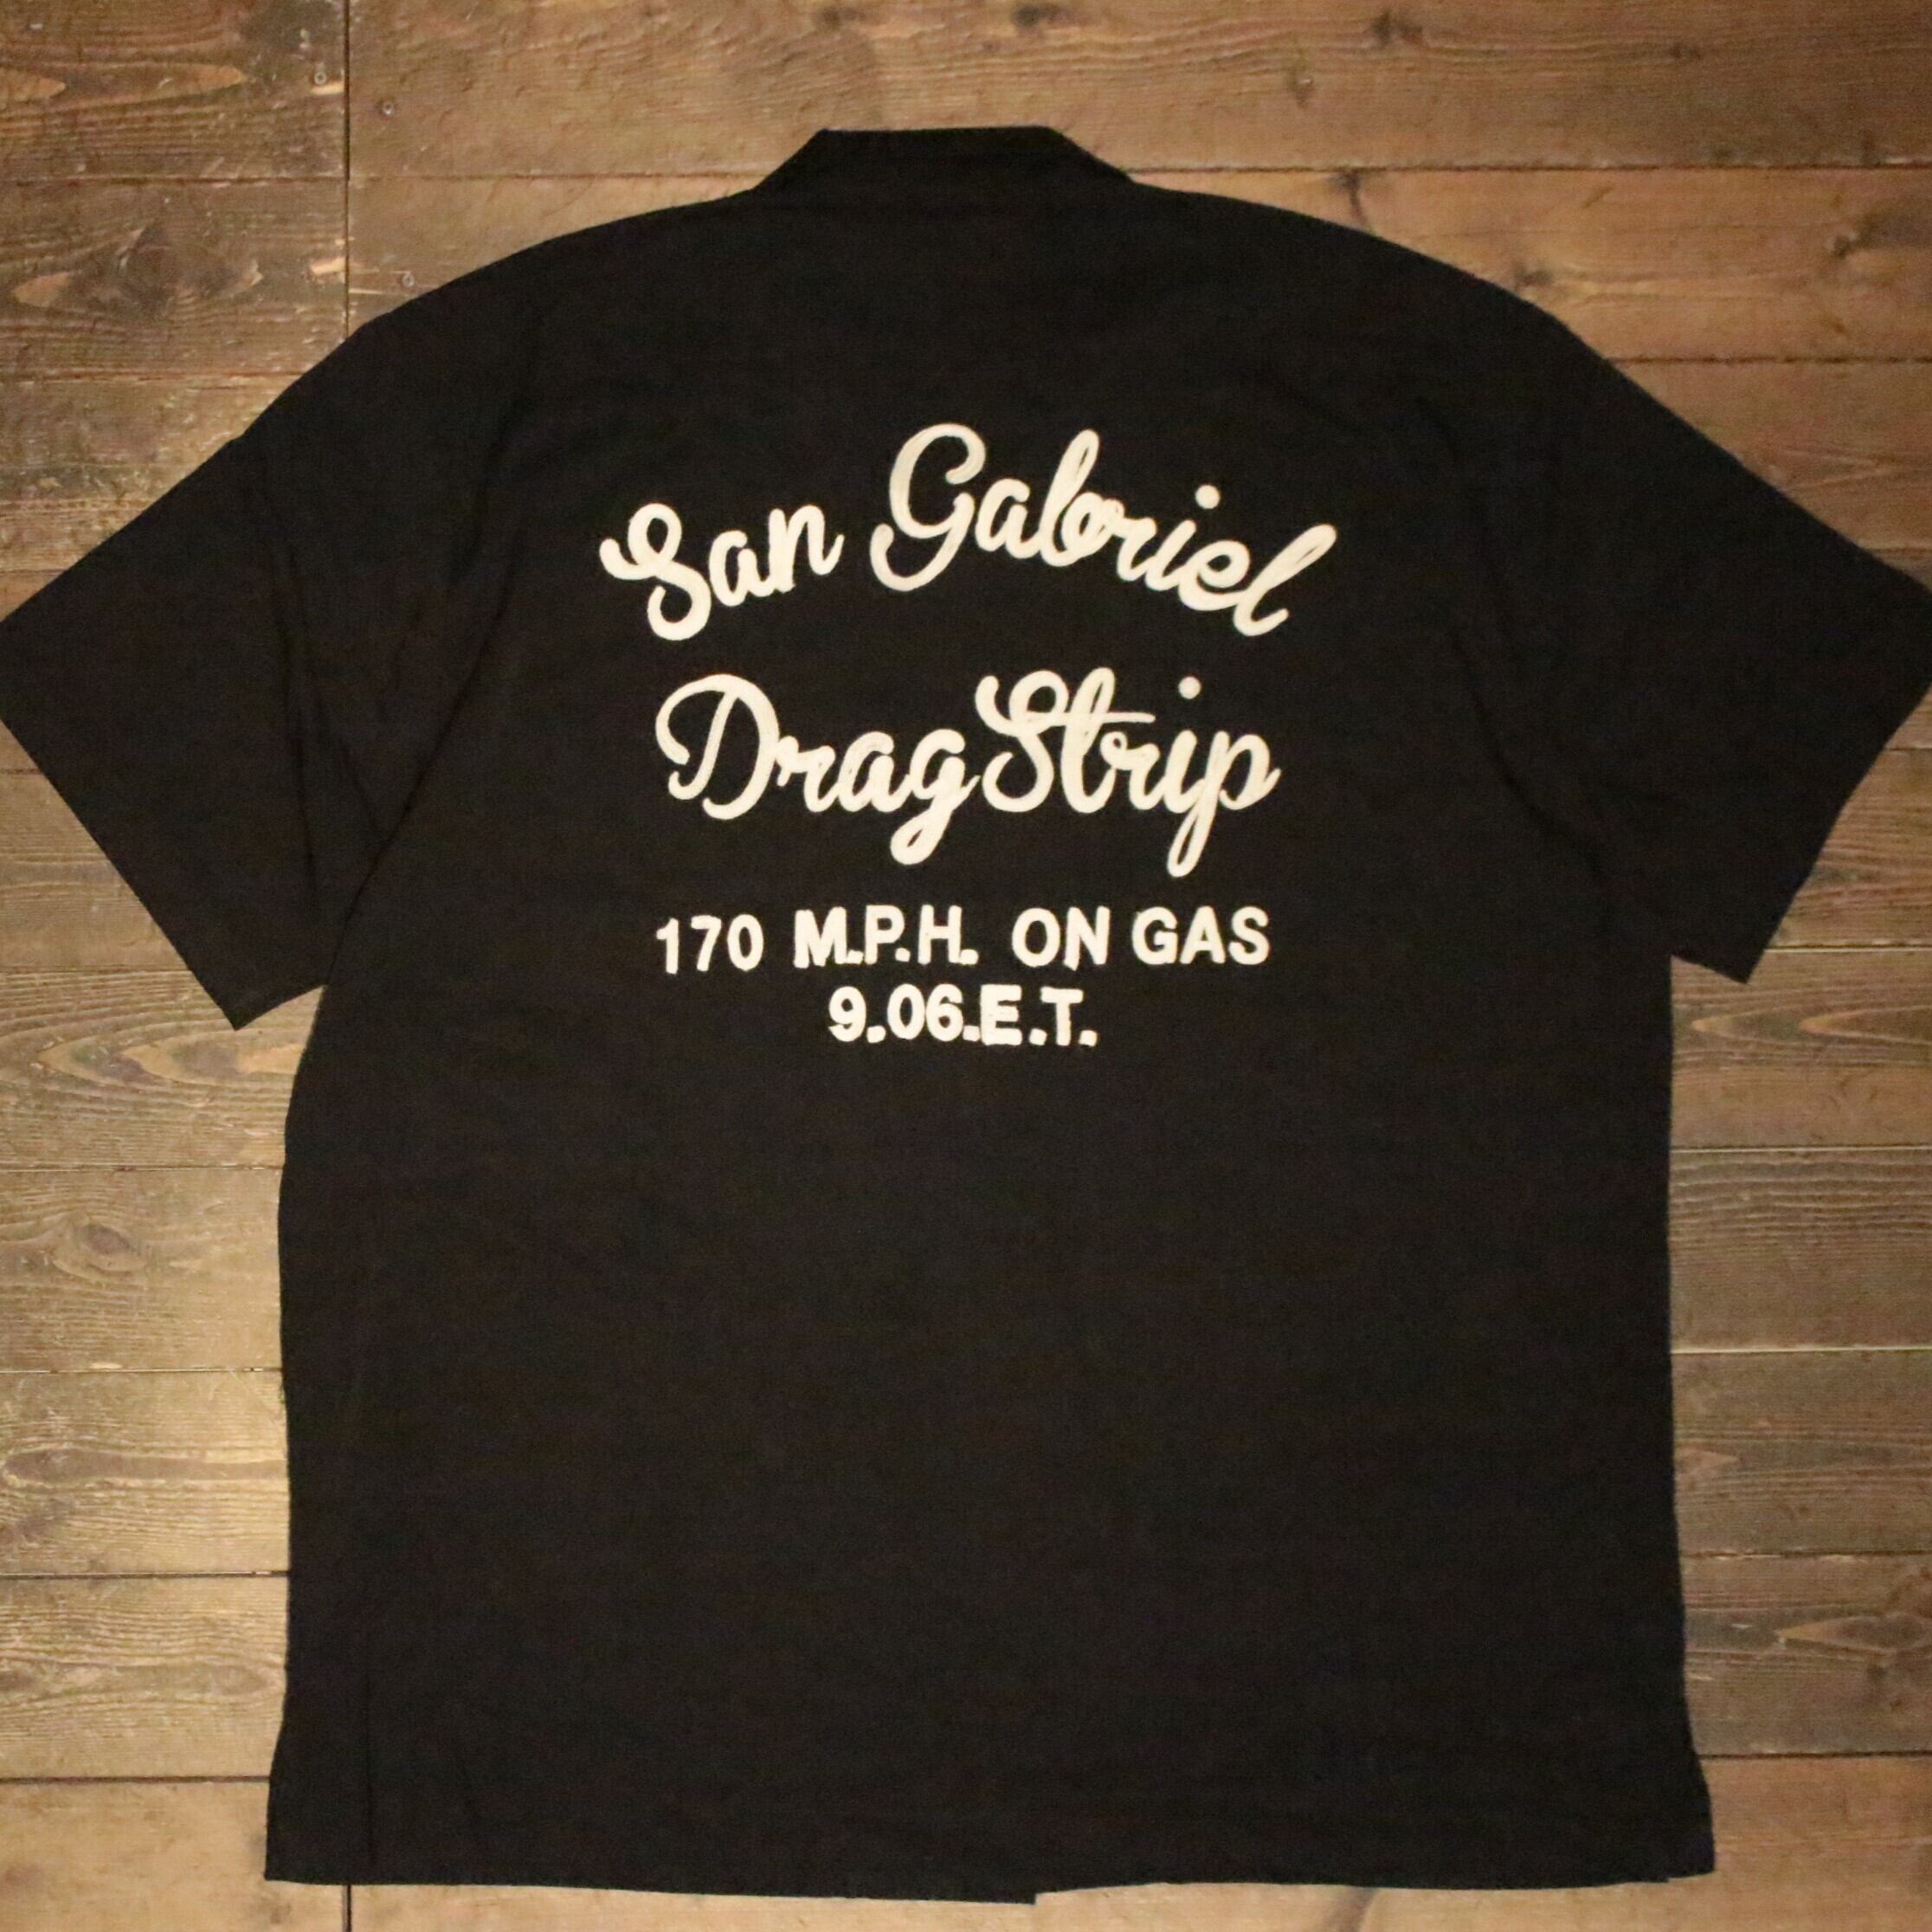 San Gabriel
Drag Strip
170 M.P.H. ON GAS
9.06.E.T.